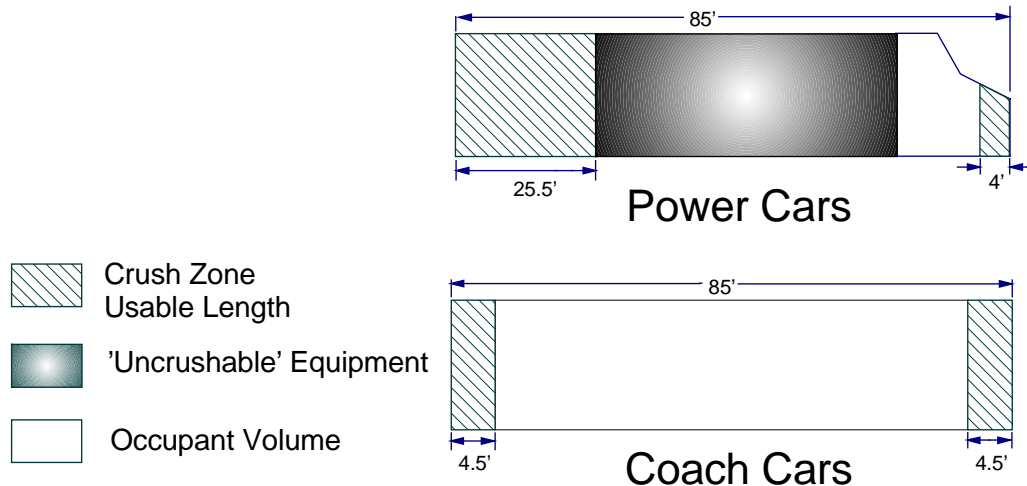 85’
25.5’
4’
Power Cars
Crush Zone
Usable Length
’Uncrushable’ Equipment
Occupant Volume
85’
4.5’
4.5’
Coach Cars